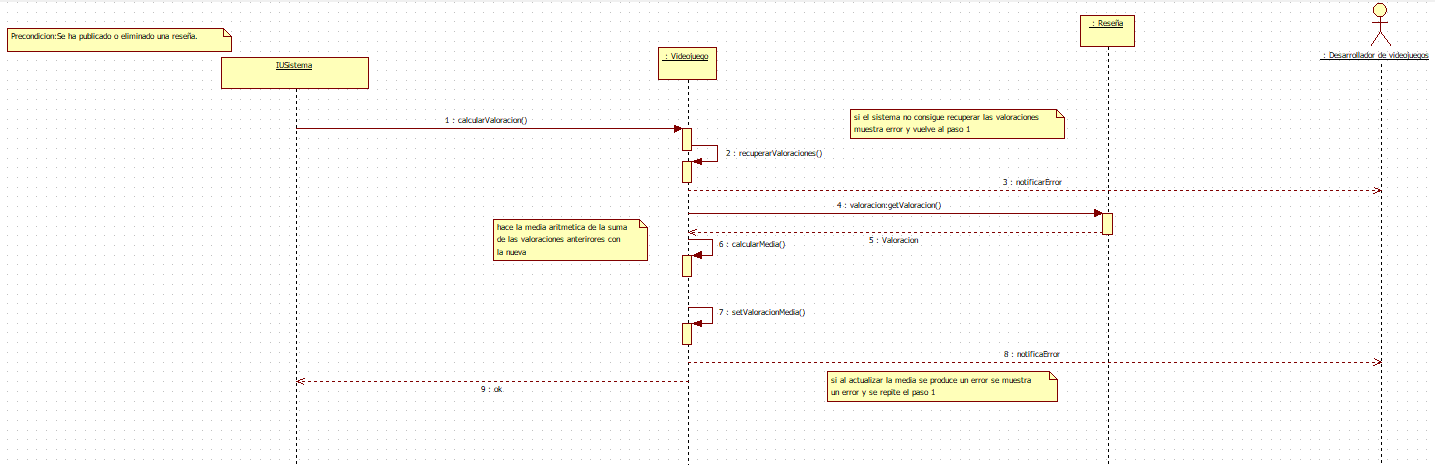 Precondicion:Se ha publicado o eliminado una reseña.
IUSistema
: Videojuego
: Reseña
: Desarrollador de videojuegos
1 : calcularValoracion()
si el sistema no consigue recuperar las valoraciones
muestra error y vuelve al paso 1
2 : recuperarValoraciones()
3 : notificarError
4 : valoracion:getValoracion()
hace la media aritmetica de la suma
de las valoraciones anterirores con
la nueva
5 : Valoracion
6 : calcularMedia()
7 : setValoracionMedia()
8 : notificaError
9 : ok
si al actualizar la media se produce un error se muestra
un error y se repite el paso 1